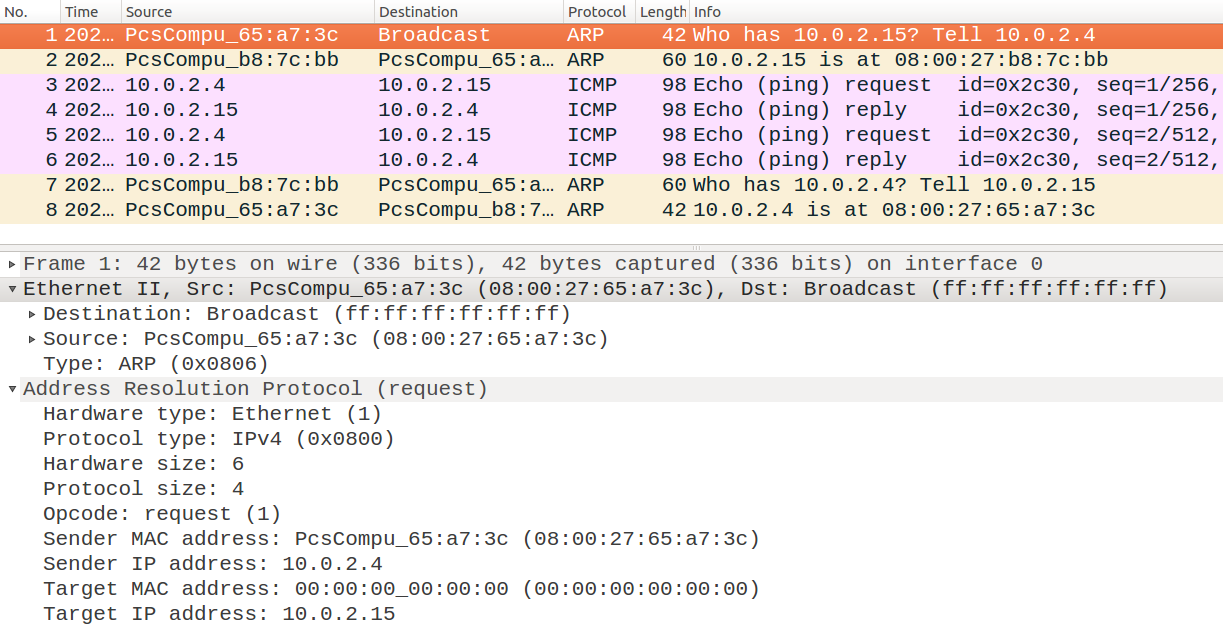 No. Time Source Destination Protocol Length Info
1 202… PcsCompu_65:a7:3c Broadcast ARP 42 Who has 10.0.2.15? Tell 10.0.2.4
2 202… PcsCompu_b8:7c:bb PcsCompu_65:a… ARP 60 10.0.2.15 is at 08:00:27:b8:7c:bb
3 202… 10.0.2.4 10.0.2.15 ICMP 98 Echo (ping) request id=0x2c30, seq=1/256,
4 202… 10.0.2.15 10.0.2.4 ICMP 98 Echo (ping) reply id=0x2c30, seq=1/256,
5 202… 10.0.2.4 10.0.2.15 ICMP 98 Echo (ping) request id=0x2c30, seq=2/512,
6 202… 10.0.2.15 10.0.2.4 ICMP 98 Echo (ping) reply id=0x2c30, seq=2/512,
7 202… PcsCompu_b8:7c:bb PcsCompu_65:a… ARP 60 Who has 10.0.2.4? Tell 10.0.2.15
8 202… PcsCompu_65:a7:3c PcsCompu_b8:7… ARP 42 10.0.2.4 is at 08:00:27:65:a7:3c
Frame 1: 42 bytes on wire (336 bits), 42 bytes captured (336 bits) on interface 0
Ethernet II, Src: PcsCompu_65:a7:3c (08:00:27:65:a7:3c), Dst: Broadcast (ff:ff:ff:ff:ff:ff)
Destination: Broadcast (ff:ff:ff:ff:ff:ff)
Source: PcsCompu_65:a7:3c (08:00:27:65:a7:3c)
Type: ARP (0x0806)
Address Resolution Protocol (request)
Hardware type: Ethernet (1)
Protocol type: IPv4 (0x0800)
Hardware size: 6
Protocol size: 4
Opcode: request (1)
Sender MAC address: PcsCompu_65:a7:3c (08:00:27:65:a7:3c)
Sender IP address: 10.0.2.4
Target MAC address: 00:00:00_00:00:00 (00:00:00:00:00:00)
Target IP address: 10.0.2.15